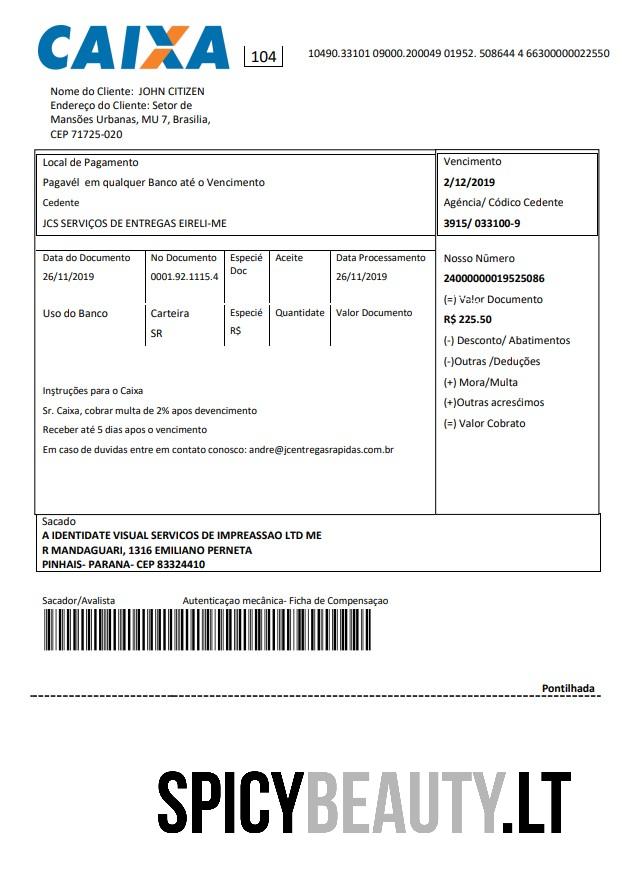 CAIXA
104
10490.33101 09000.200049 01952. 508644 4 66300000022550
Nome do Cliente: JOHN CITIZEN
Endereço do Cliente: Setor de
Mansões Urbanas, MU 7, Brasilia,
CEP 71725-020
Local de Pagamento
Pagavél em qualquer Banco até o Vencimento
Cedente
JCS SERVIÇOS DE ENTREGAS EIRELI-ME
Vencimento
2/12/2019
Agéncia/ Códico Cedente
3915/ 033100-9
Data do Documento
26/11/2019
No Documento
0001.92.1115.4
Especié
Doc
Aceite
Data Processamento
26/11/2019
Uso do Banco
Carteira
SR
Especié
R$
Quantidate
Valor Documento
Nosso Nümero
24000000019525086
(=) Valor Documento
R$ 225.50
(-) Desconto/ Abatimentos
(-)Outras /Deduções
(+) Mora/Multa
(+)Outras acresćimos
(=) Valor Cobrato
Instruções para o Caixa
Sr. Caixa, cobrar multa de 2% apos devencimento
Receber até 5 dias apos o vencimento
Em caso de duvidas entre em contato conosco: andre@jcentregasrapidas.com.br
Sacado
A IDENTIDATE VISUAL SERVICOS DE IMPREASSAO LTD ME
R MANDAGUARI, 1316 EMILIANO PERNETA
PINHAIS- PARANA- CEP 83324410
Sacador/Avalista
Autenticaçao mecânica- Ficha de Compensaçao
Pontilhada
SPICYBEAUTY.LT